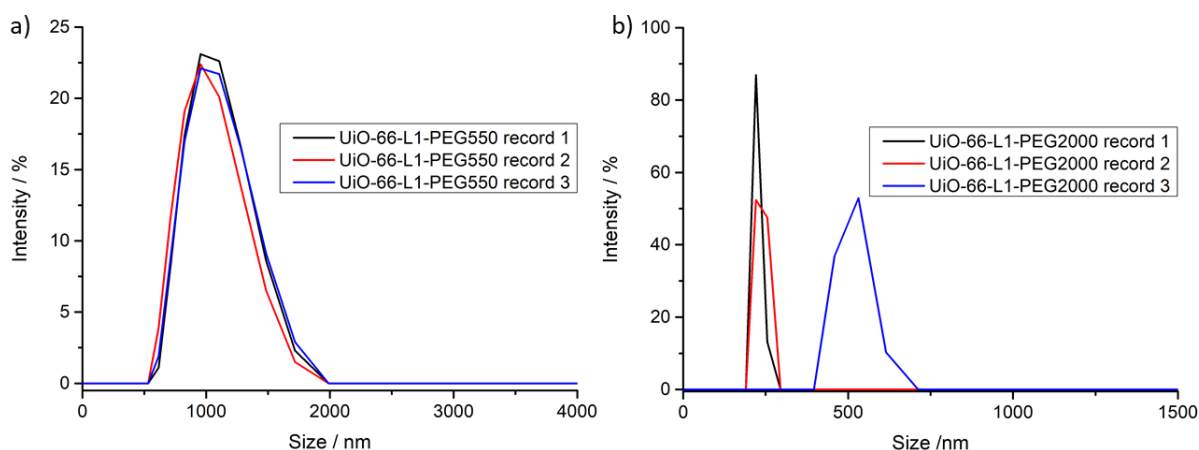 a)
25
20
15
10
5
0
Intensity / %
UiO-66-L1-PEG550 record 1
UiO-66-L1-PEG550 record 2
UiO-66-L1-PEG550 record 3
0 1000 2000 3000 4000
Size / nm
b)
100
80
60
40
20
0
Intensity / %
UiO-66-L1-PEG2000 record 1
UiO-66-L1-PEG2000 record 2
UiO-66-L1-PEG2000 record 3
0 500 1000 1500
Size /nm